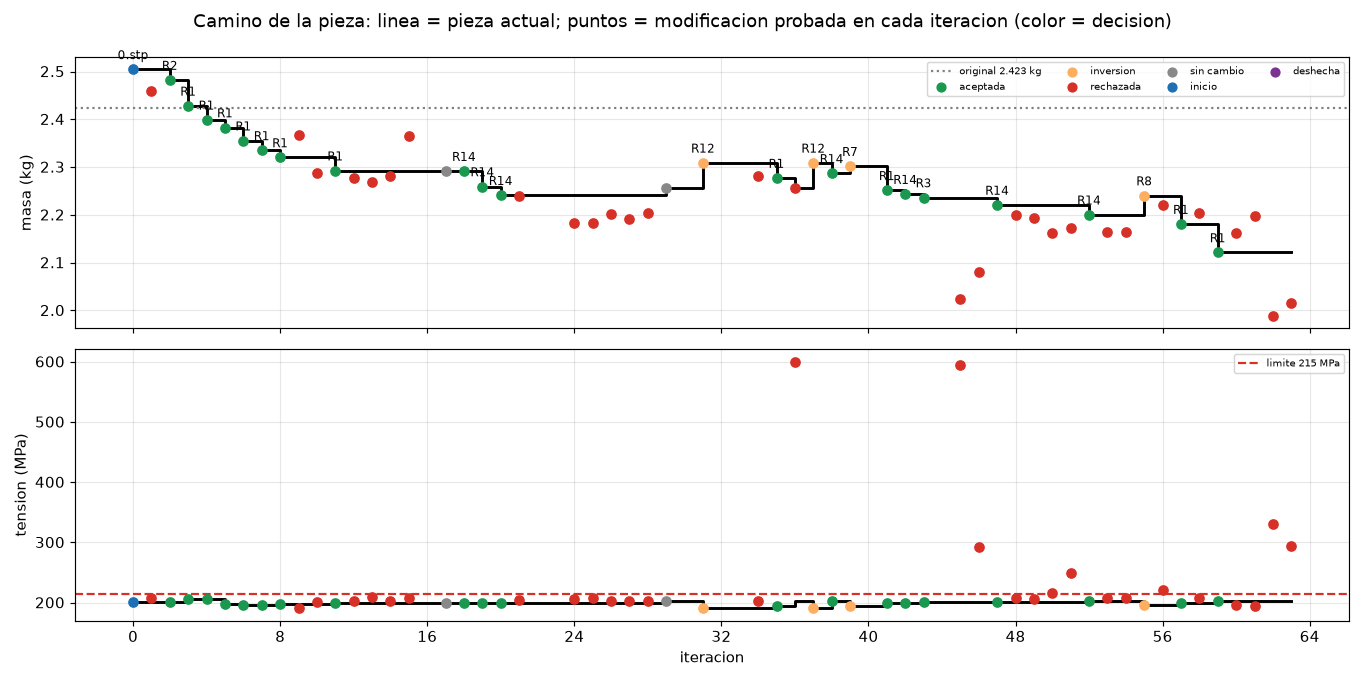 Camino de la pieza: linea = pieza actual; puntos = modificacion probada en cada iteracion (color = decision)
original 2.423 kg
aceptada
inversion
rechazada
sin cambio
inicio
deshecha
0.stp
R2
R1
R1
R1
R1
R1
R1
R1
R14
R14
R14
R12
R1
R12
R14
R7
R1
R14
R3
R14
R14
R8
R1
R1
masa (kg)
2.5
2.4
2.3
2.2
2.1
2.0
limite 215 MPa
tension (MPa)
600
500
400
300
200
0 8 16 24 32 40 48 56 64
iteracion